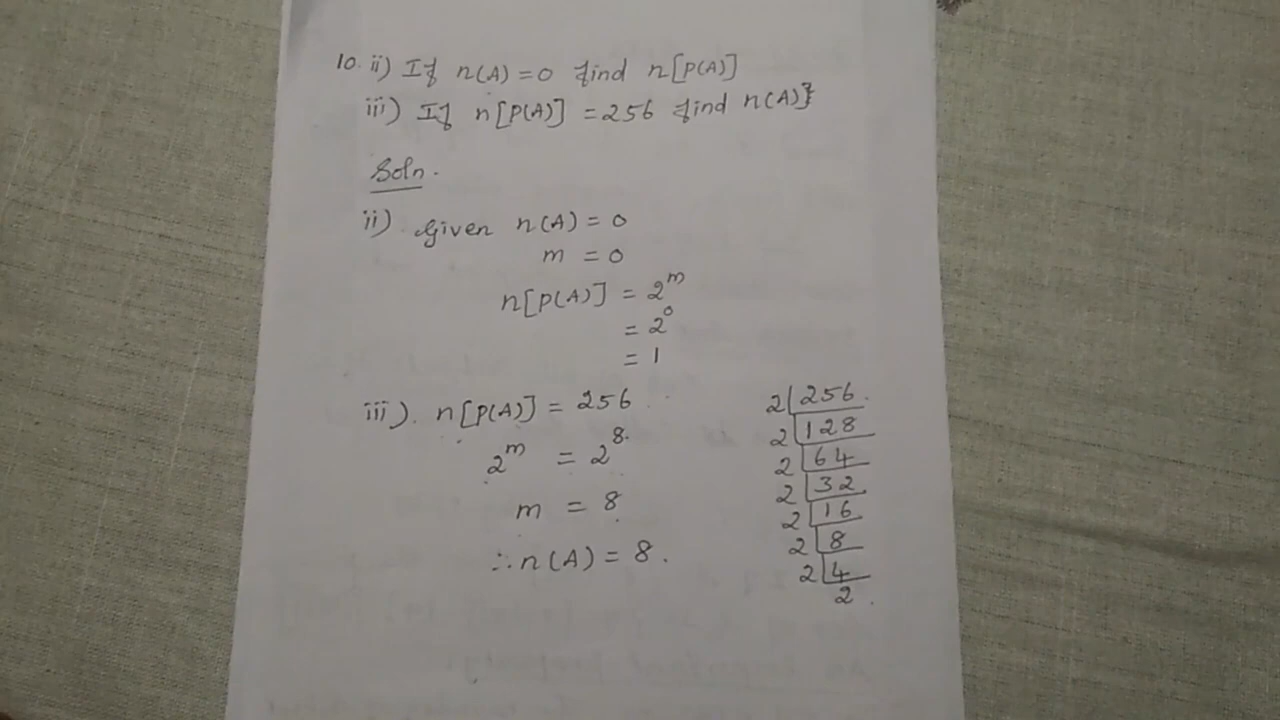 10. ii) If n(A) = 0 find n[P(A)]
iii) If n[P(A)] = 256 find n(A)}
Soln.
ii) Given n(A) = 0
m = 0
n[P(A)] = 2^m
= 2^0
= 1
iii). n[P(A)] = 256
2^m = 2^8.
m = 8
∴ n(A) = 8.
2 | 256.
2 | 128
2 | 64
2 | 32
2 | 16
2 | 8
2 | 4
2.